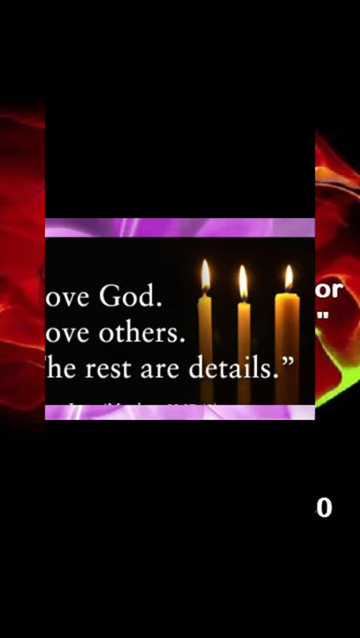 ove God.
ove others.
he rest are details.”
or
"
0